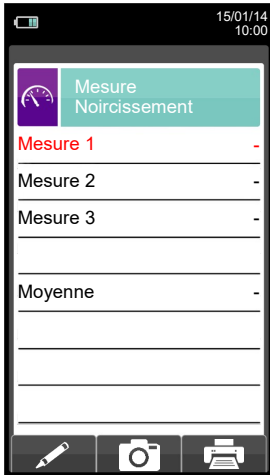 15/01/14
10:00
Mesure
Noircissement
Mesure 1 -
Mesure 2 -
Mesure 3 -
Moyenne -